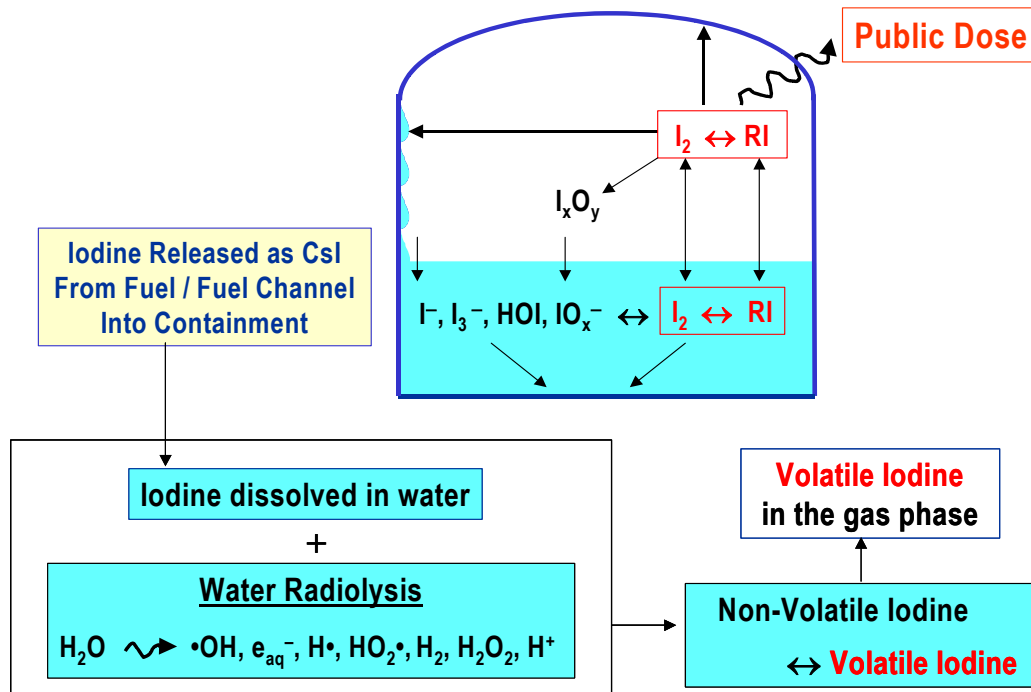 Public Dose
I₂ ↔ RI
IₓOᵧ
Iodine Released as CsI
From Fuel / Fuel Channel
Into Containment
I⁻, I₃⁻, HOI, IOₓ⁻ ↔ I₂ ↔ RI
Iodine dissolved in water
+
Water Radiolysis
H₂O •OH, eₐq⁻, H•, HO₂•, H₂, H₂O₂, H⁺
Volatile Iodine
in the gas phase
Non-Volatile Iodine
↔ Volatile Iodine